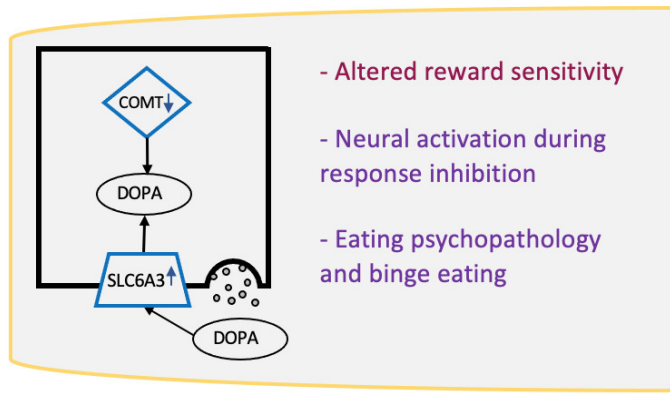 COMT↓
DOPA
SLC6A3↑
DOPA
- Altered reward sensitivity
- Neural activation during
response inhibition
- Eating psychopathology
and binge eating